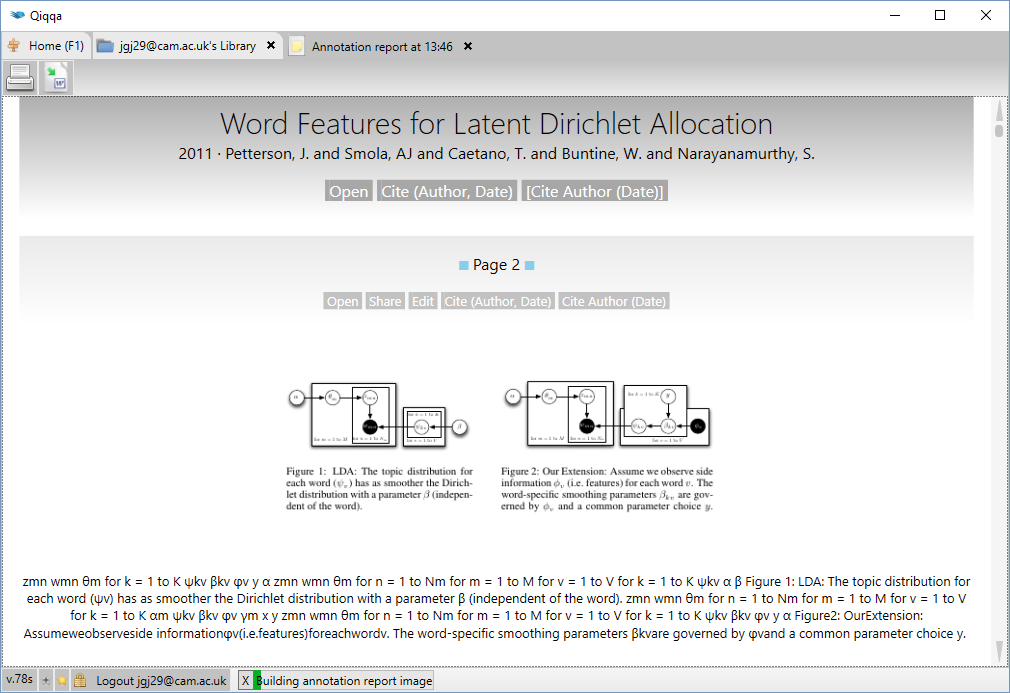 Qiqqa
Home (F1) jgj29@cam.ac.uk's Library Annotation report at 13:46
Word Features for Latent Dirichlet Allocation
2011 · Petterson, J. and Smola, AJ and Caetano, T. and Buntine, W. and Narayanamurthy, S.
Open Cite (Author, Date) [Cite Author (Date)]
Page 2
Open Share Edit Cite (Author, Date) Cite Author (Date)
Figure 1: LDA: The topic distribution for
each word (ψv) has as smoother the Dirich-
let distribution with a parameter β (indepen-
dent of the word).
Figure 2: Our Extension: Assume we observe side
information ϕv (i.e. features) for each word v. The
word-specific smoothing parameters βkv are gov-
erned by ϕv and a common parameter choice y.
zmn wmn θm for k = 1 to K ψkv βkv φv y α zmn wmn θm for n = 1 to Nm for m = 1 to M for v = 1 to V for k = 1 to K ψkv α β Figure 1: LDA: The topic distribution for
each word (ψv) has as smoother the Dirichlet distribution with a parameter β (independent of the word). zmn wmn θm for n = 1 to Nm for m = 1 to M for v = 1 to V
for k = 1 to K αm ψkv βkv φv γm x y zmn wmn θm for n = 1 to Nm for m = 1 to M for v = 1 to V for k = 1 to K ψkv βkv φv y α Figure2: OurExtension:
Assumeweobserveside informationφv(i.e.features)foreachwordv. The word-specific smoothing parameters βkvare governed by φvand a common parameter choice y.
v.78s + Logout jgj29@cam.ac.uk X Building annotation report image